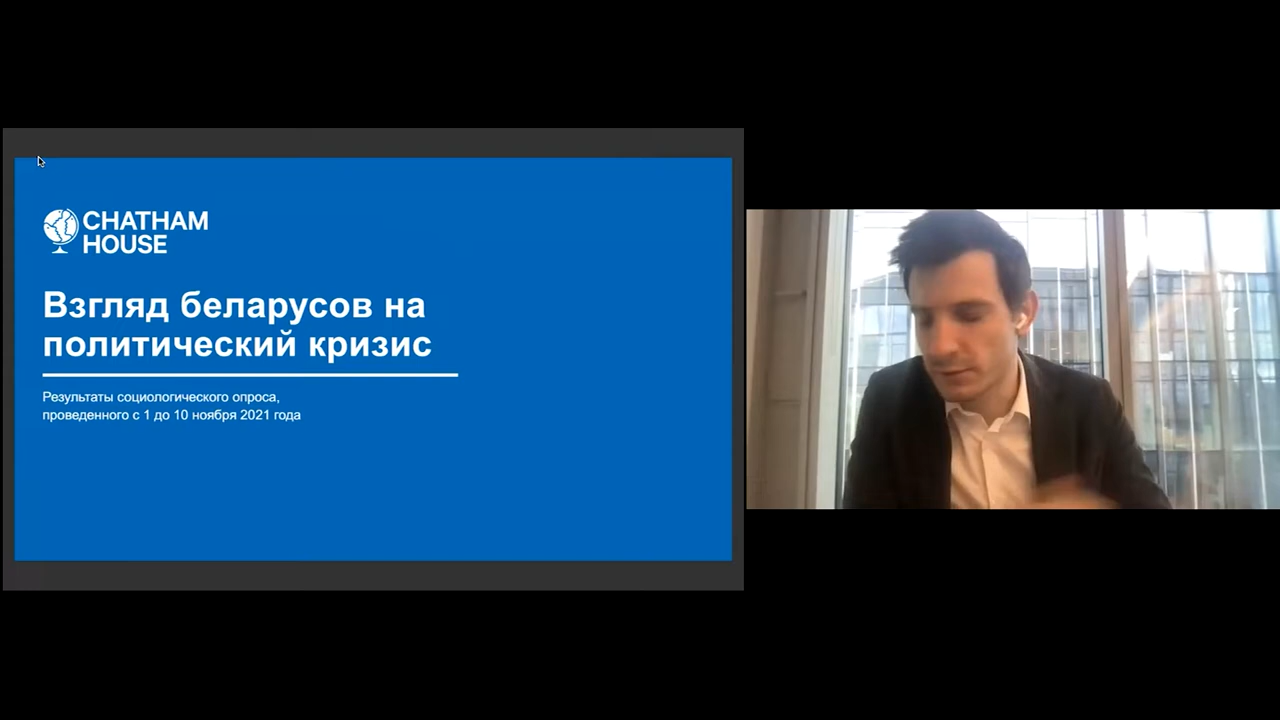 CHATHAM
HOUSE
Взгляд беларусов на
политический кризис
Результаты социологического опроса,
проведенного с 1 до 10 ноября 2021 года